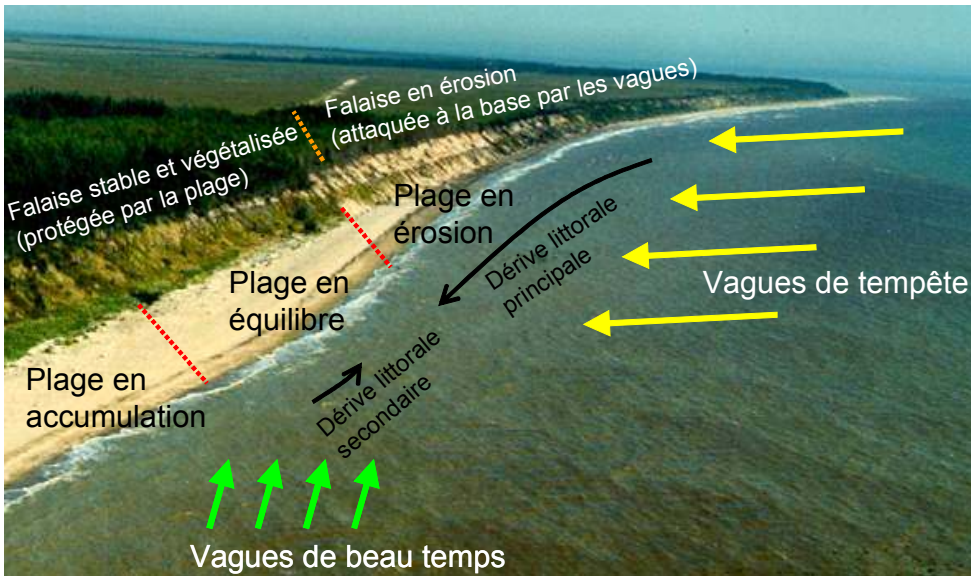 Falaise stable et végétalisée
(protégée par la plage)
Falaise en érosion
(attaquée à la base par les vagues)
Plage en
érosion
Dérive littorale
principale
Vagues de tempête
Plage en
équilibre
Plage en
accumulation
Dérive littorale
secondaire
Vagues de beau temps